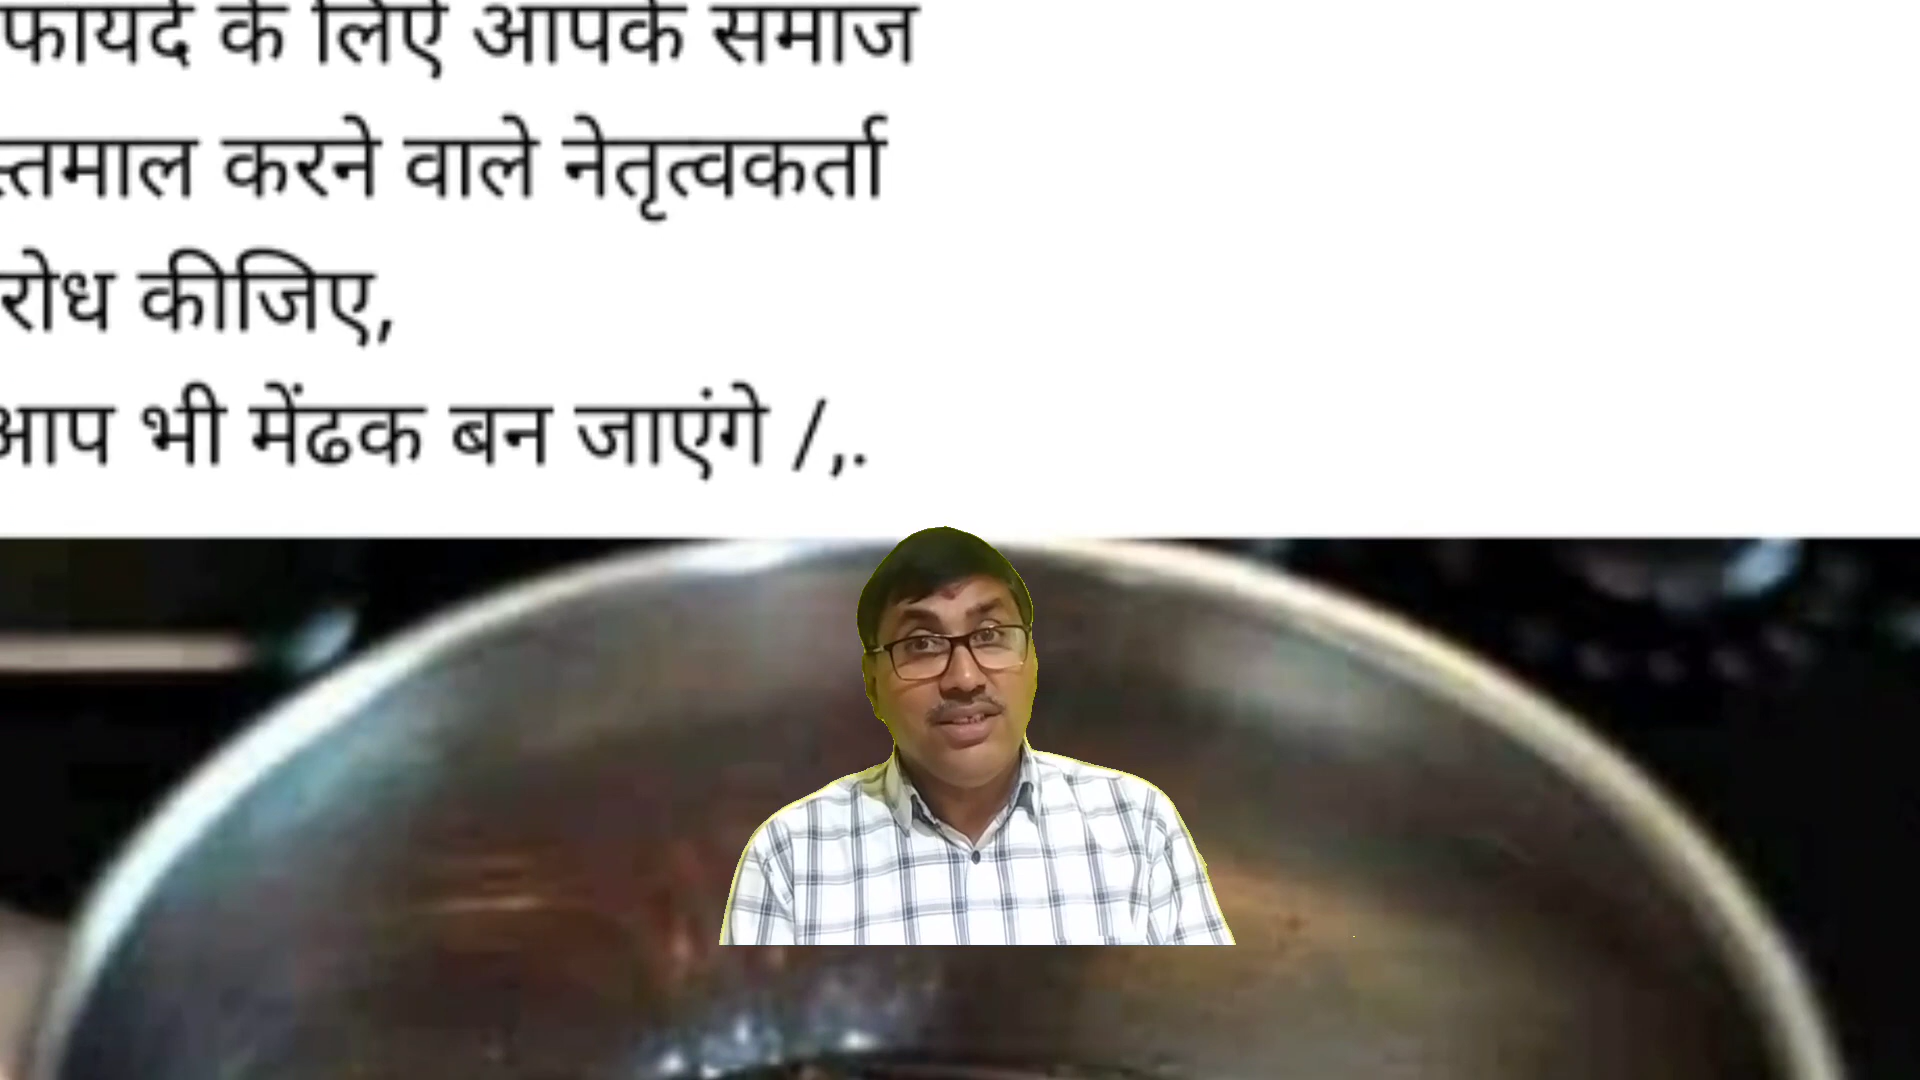 फायदे के लिए आपके समाज
स्तमाल करने वाले नेतृत्वकर्ता
रोध कीजिए,
आप भी मेंढक बन जाएंगे /,.